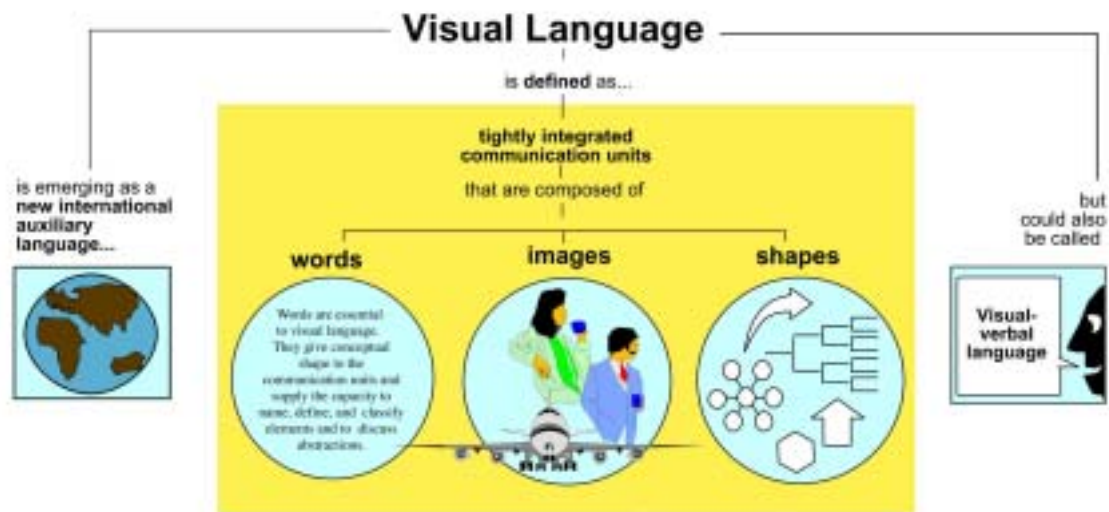 Visual Language
is defined as...
tightly integrated
communication units
that are composed of
is emerging as a
new international
auxiliary
language...
words
images
shapes
Words are essential
to visual language.
They give conceptual
shape to the
communication units and
supply the capacity to
name, define, and classify
elements and to discuss
abstractions.
but
could also
be called
Visual-
verbal
language